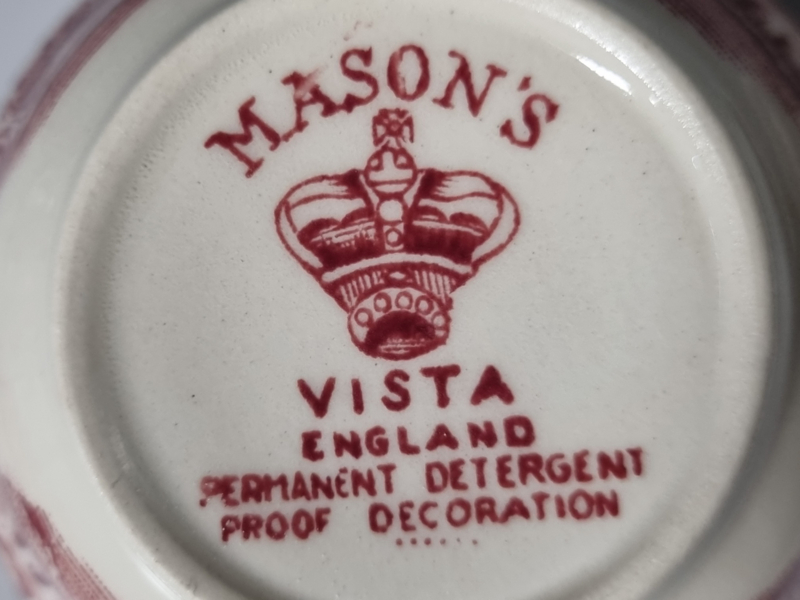 MASON'S
VISTA
ENGLAND
PERMANENT DETERGENT
PROOF DECORATION